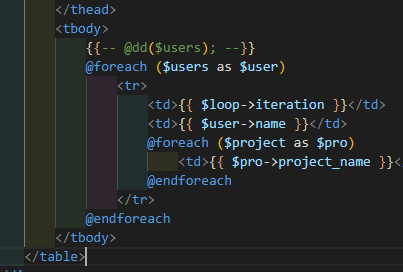 </thead>
<tbody>
{{-- @dd($users); --}}
@foreach ($users as $user)
<tr>
<td>{{ $loop->iteration }}</td>
<td>{{ $user->name }}</td>
@foreach ($project as $pro)
<td>{{ $pro->project_name }}<
@endforeach
</tr>
@endforeach
</tbody>
</table>